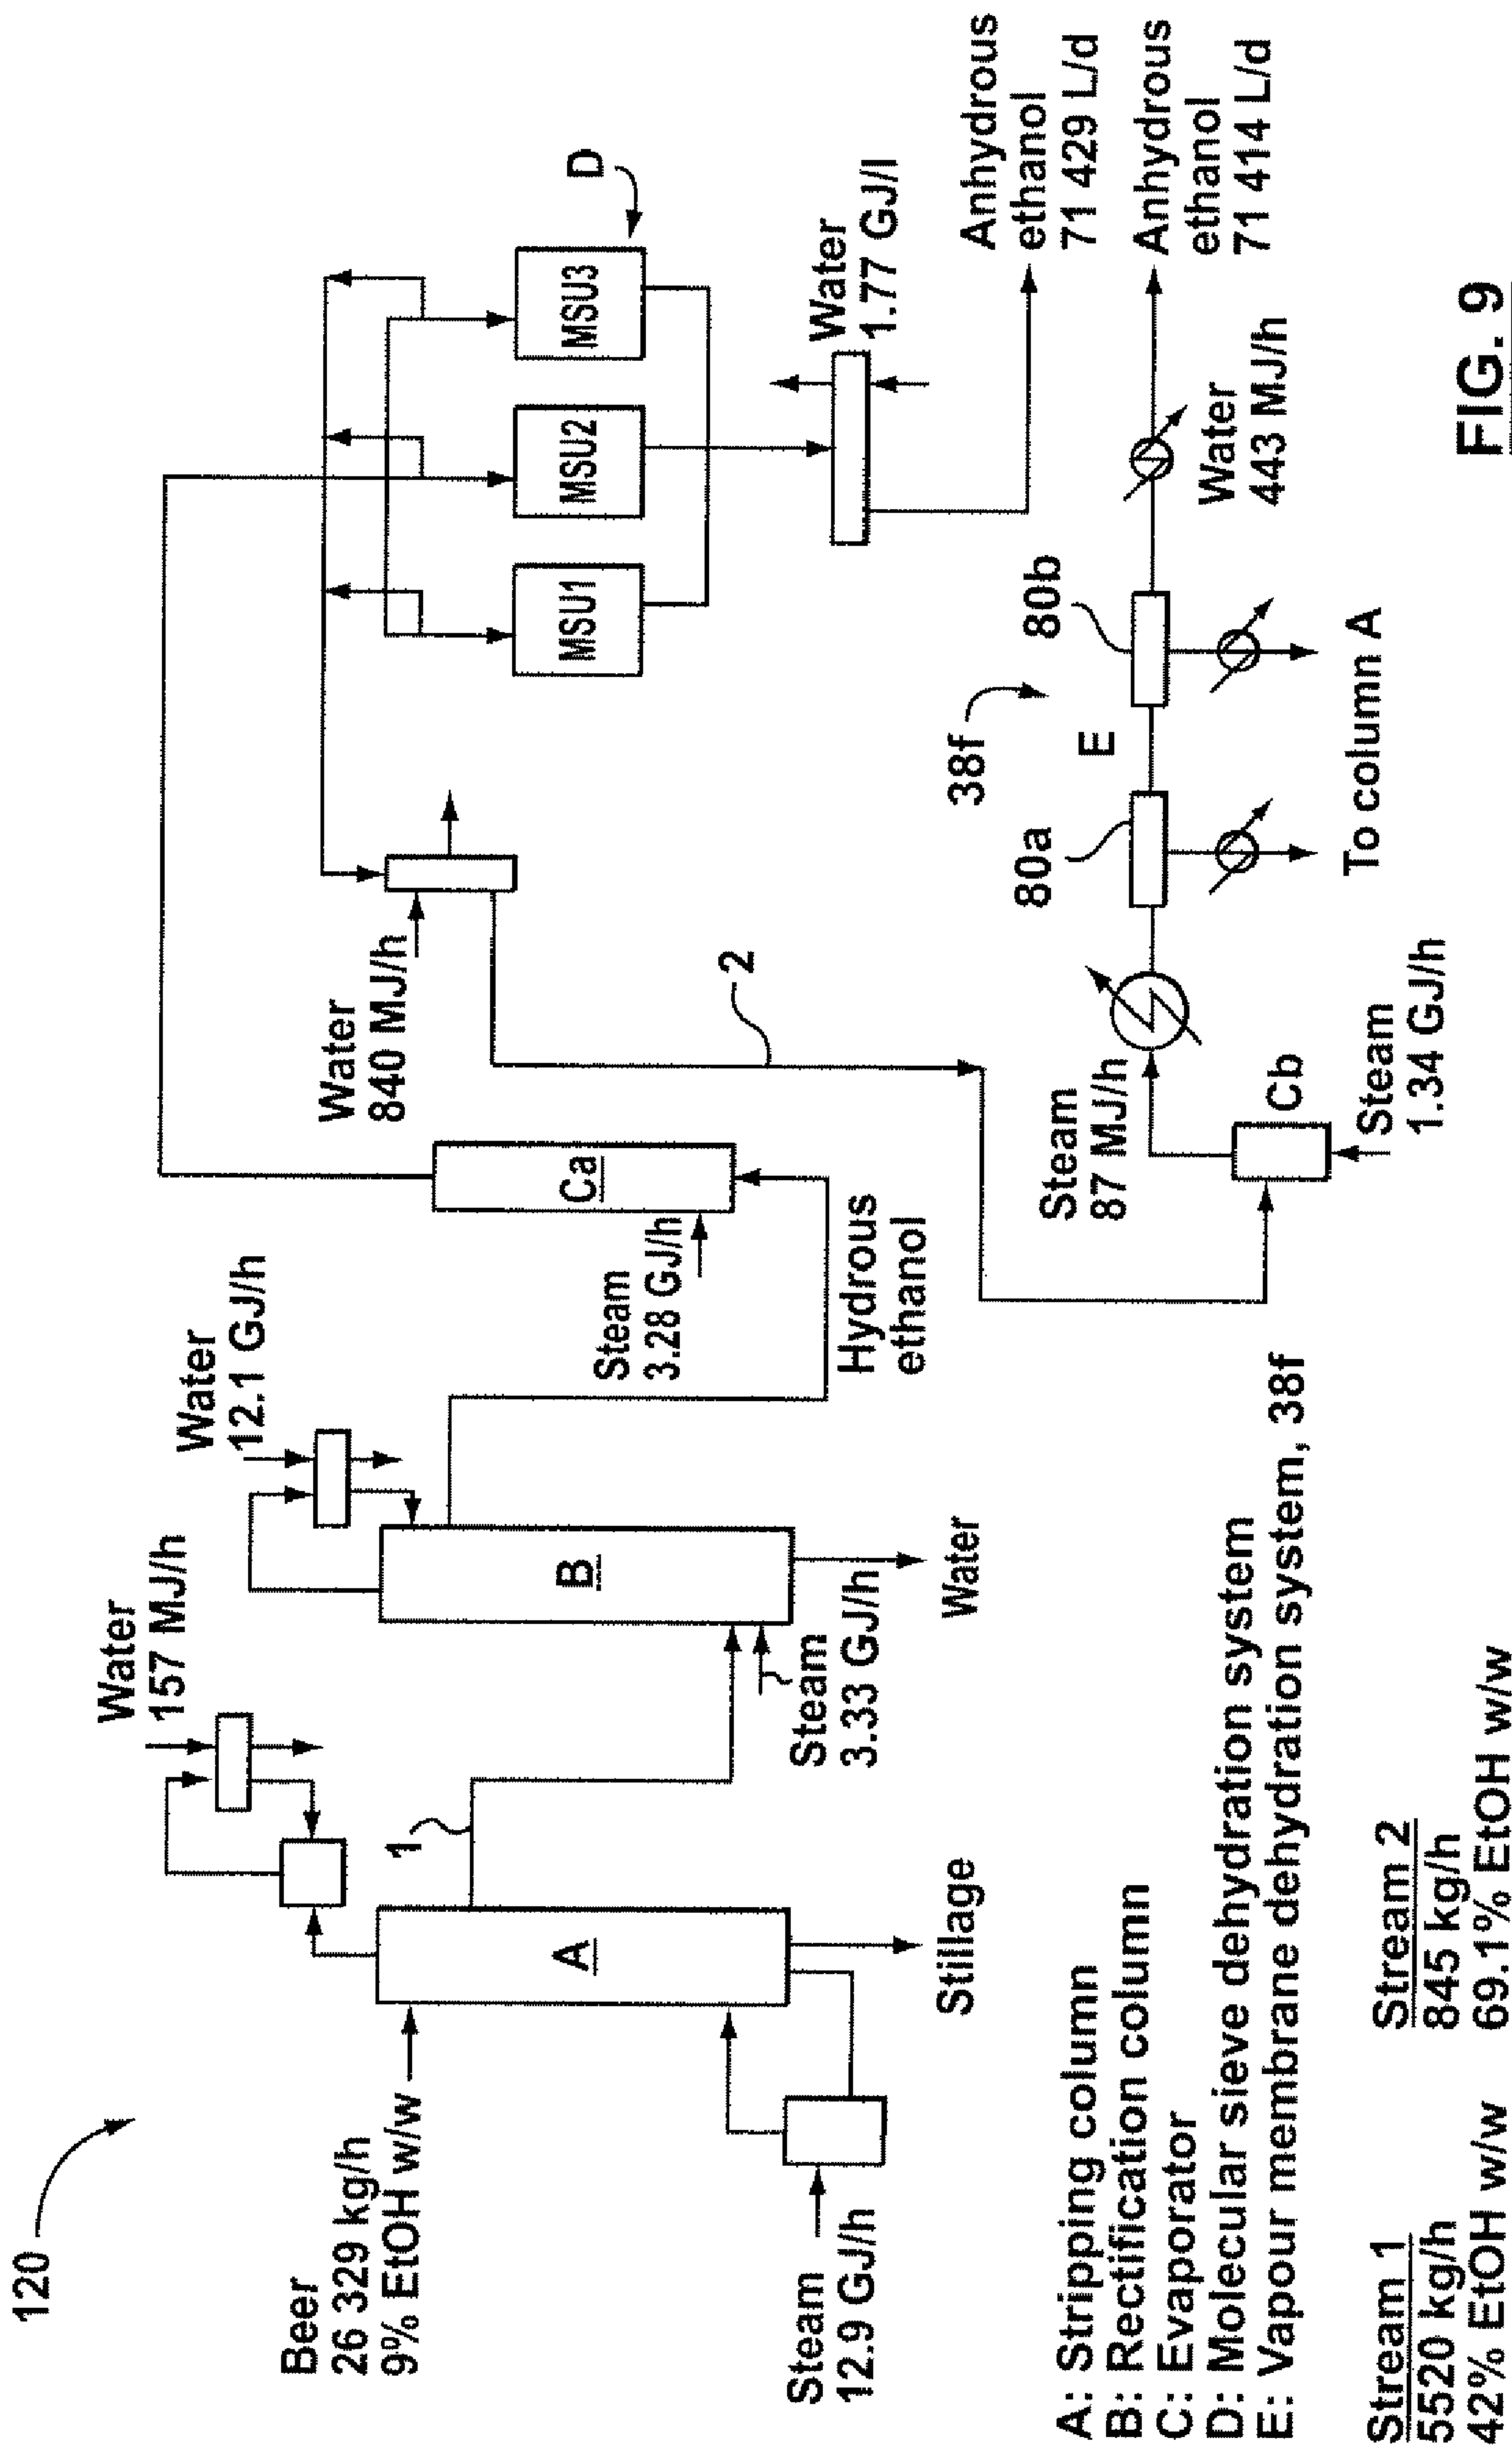 120
Beer
26 329 kg/h
9% EtOH w/w
Steam
12.9 GJ/h
A
Stillage
Water
157 MJ/h
1
B
Water
12.1 GJ/h
Steam
3.33 GJ/h
Water
Ca
Steam
3.28 GJ/h
Hydrous
ethanol
Water
840 MJ/h
2
MSU1
MSU2
MSU3
D
Water
1.77 GJ/l
Anhydrous
ethanol
71 429 L/d
Anhydrous
ethanol
71 414 L/d
Steam
87 MJ/h
Cb
Steam
1.34 GJ/h
80a
E
38f
80b
Water
443 MJ/h
To column A
A: Stripping column
B: Rectification column
C: Evaporator
D: Molecular sieve dehydration system
E: Vapour membrane dehydration system, 38f
Stream 1
5520 kg/h
42% EtOH w/w
Stream 2
845 kg/h
69.1% EtOH w/w
FIG. 9